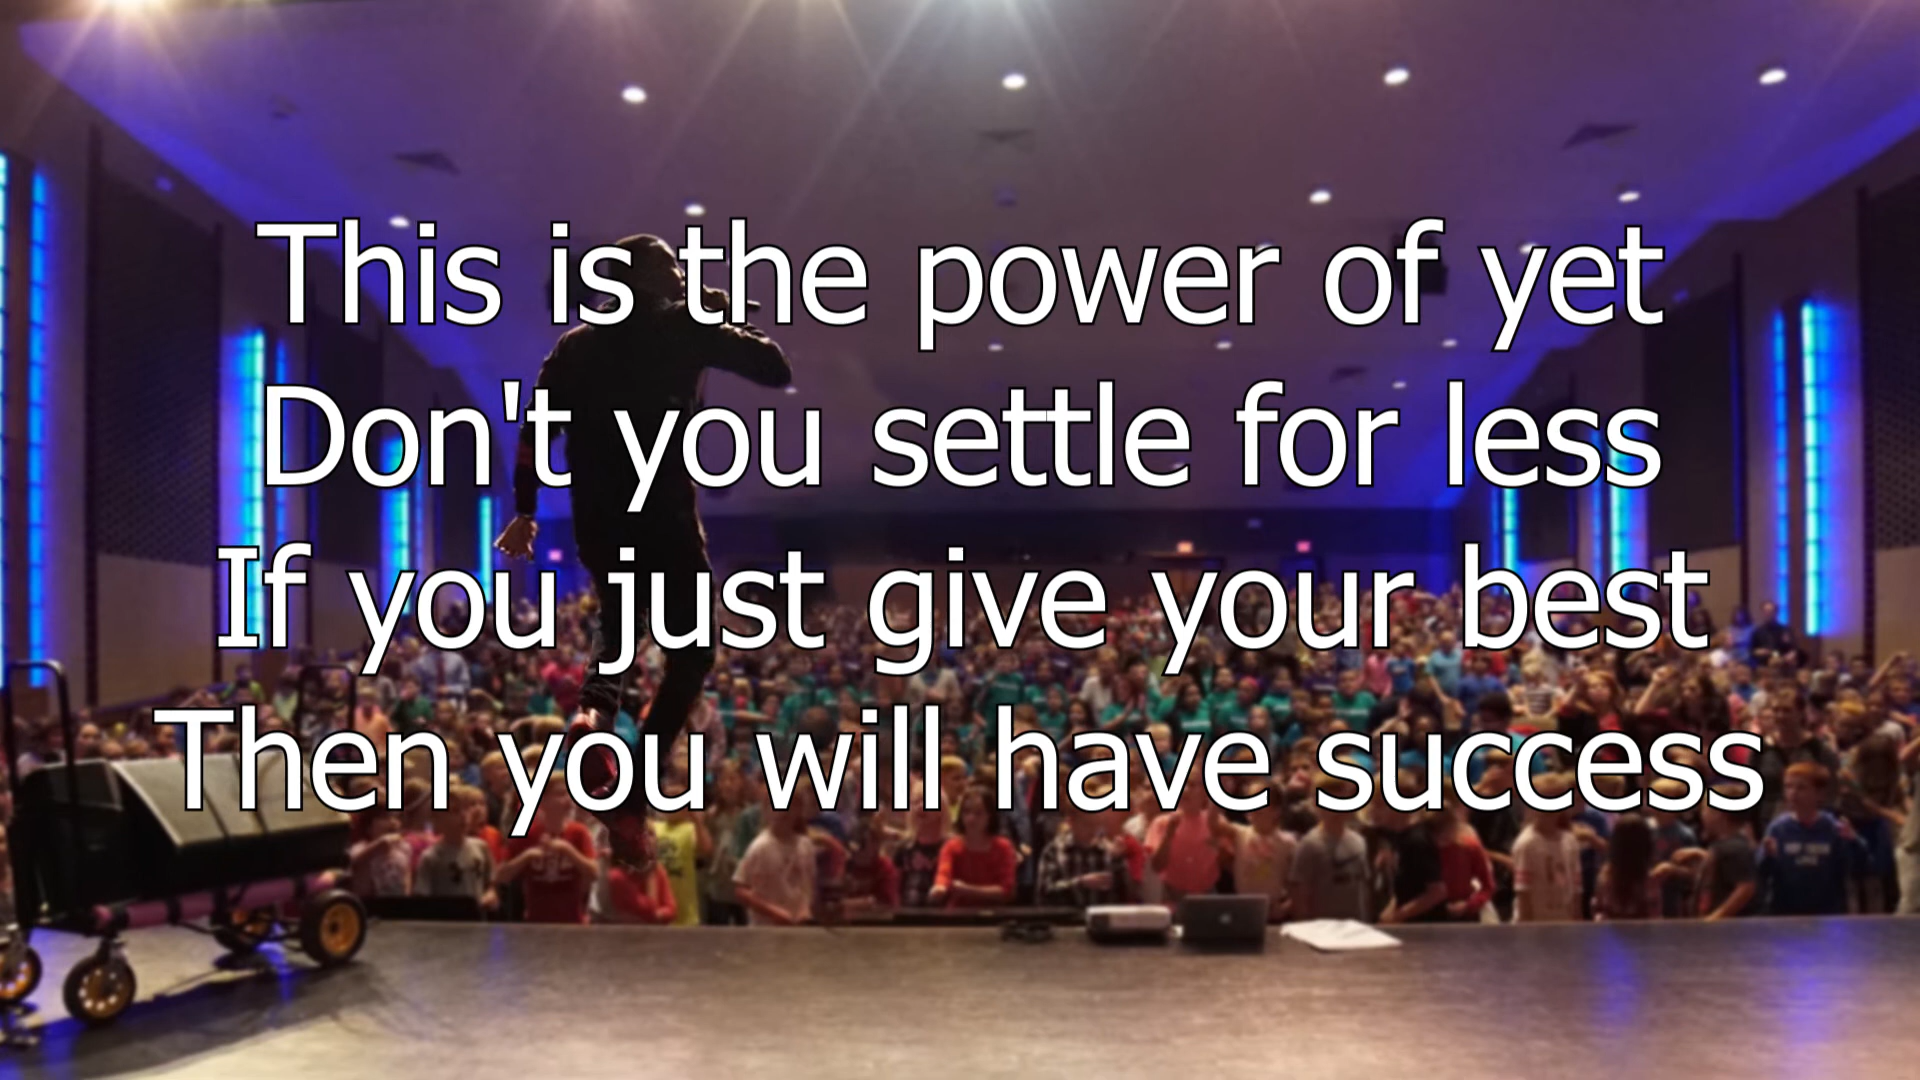 This is the power of yet
Don't you settle for less
If you just give your best
Then you will have success